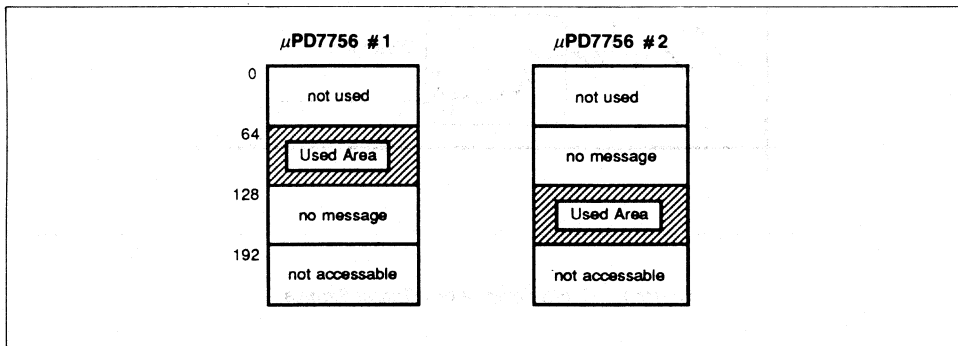 μPD7756 #1
0
not used
64
Used Area
128
no message
192
not accessable
μPD7756 #2
not used
no message
Used Area
not accessable